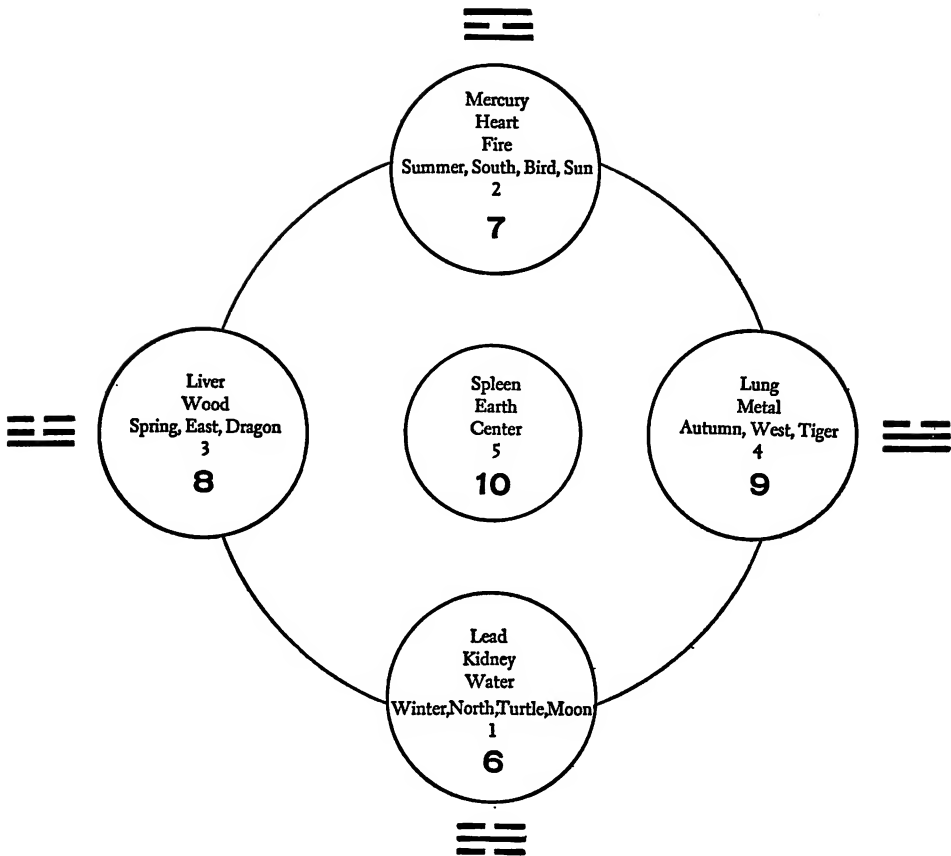 Mercury
Heart
Fire
Summer, South, Bird, Sun
2
7
Liver
Wood
Spring, East, Dragon
3
8
Spleen
Earth
Center
5
10
Lung
Metal
Autumn, West, Tiger
4
9
Lead
Kidney
Water
Winter,North,Turtle,Moon
1
6